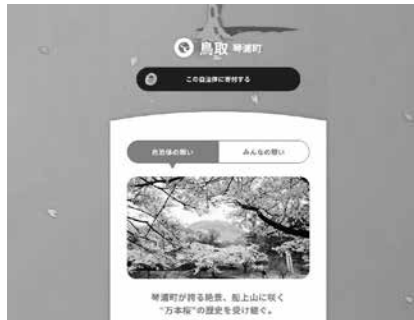 鳥取 琴浦町
この自治体に寄付する
自治体の願い
みんなの願い
琴浦町が誇る絶景、船上山に咲く
“万本桜”の歴史を受け継ぐ。